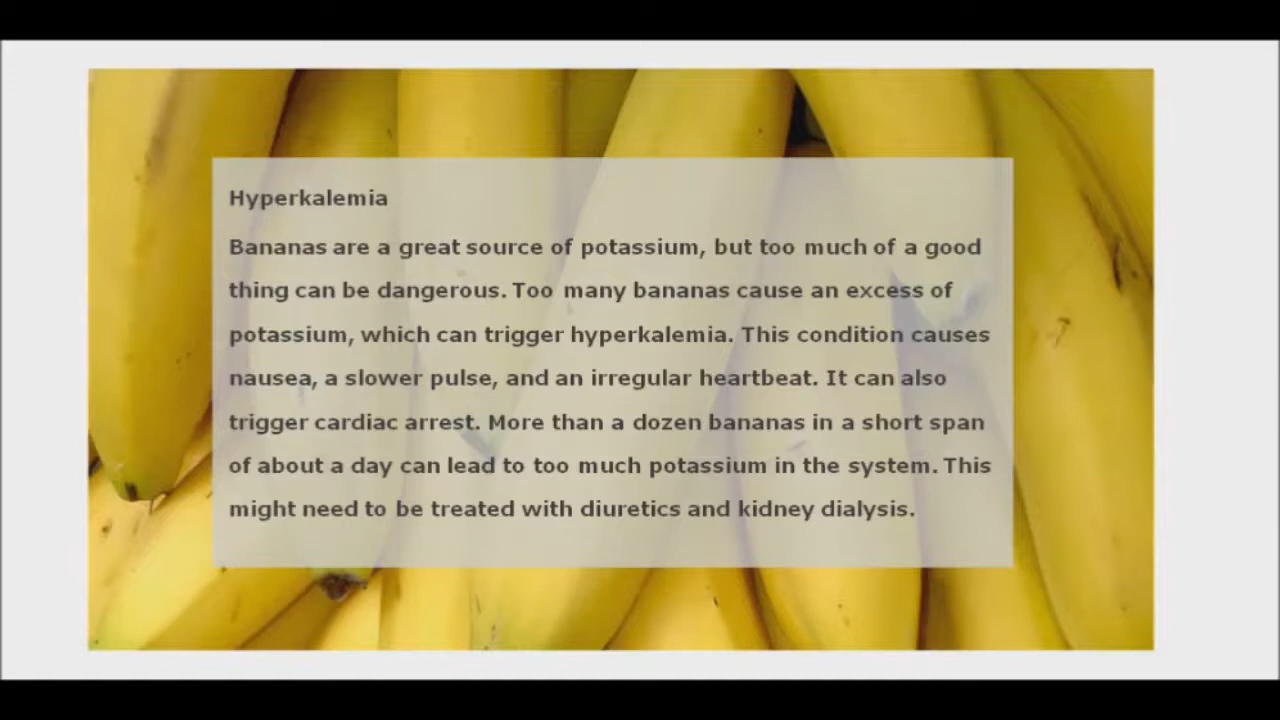 Hyperkalemia
Bananas are a great source of potassium, but too much of a good
thing can be dangerous. Too many bananas cause an excess of
potassium, which can trigger hyperkalemia. This condition causes
nausea, a slower pulse, and an irregular heartbeat. It can also
trigger cardiac arrest. More than a dozen bananas in a short span
of about a day can lead to too much potassium in the system. This
might need to be treated with diuretics and kidney dialysis.